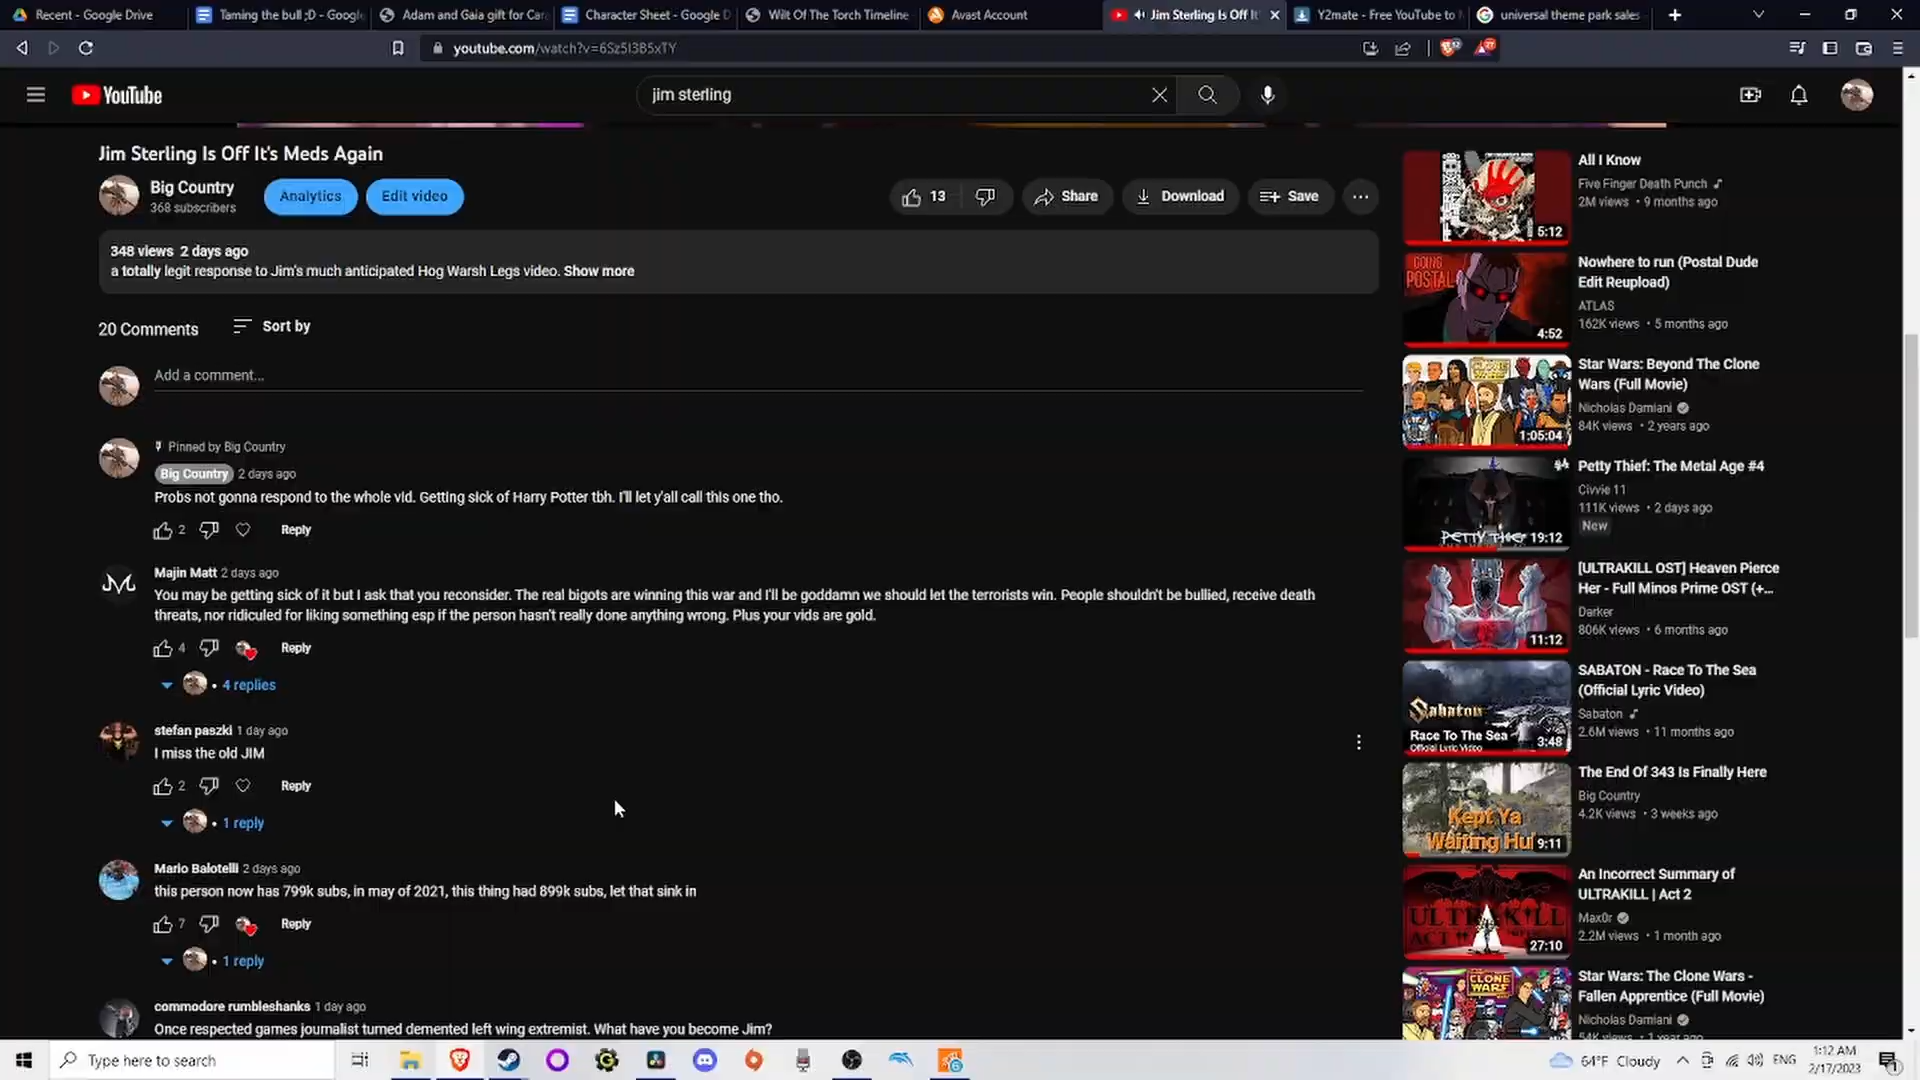 Recent - Google Drive
Taming the bull ;D - Google
Adam and Gaia gift for Car
Character Sheet - Google D
Wilt Of The Torch Timeline
Avast Account
Jim Sterling Is Off It
Y2mate - Free YouTube to
universal theme park sales
youtube.com/watch?v=6Sz5I3B5xTY
YouTube
jim sterling
Jim Sterling Is Off It's Meds Again
Big Country
368 subscribers
Analytics
Edit video
13
Share
Download
Save
348 views 2 days ago
a totally legit response to Jim's much anticipated Hog Warsh Legs video. Show more
20 Comments
Sort by
Add a comment...
Pinned by Big Country
Big Country 2 days ago
Probs not gonna respond to the whole vid. Getting sick of Harry Potter tbh. I'll let y'all call this one tho.
2
Reply
Majin Matt 2 days ago
You may be getting sick of it but I ask that you reconsider. The real bigots are winning this war and I'll be goddamn we should let the terrorists win. People shouldn't be bullied, receive death
threats, nor ridiculed for liking something esp if the person hasn't really done anything wrong. Plus your vids are gold.
4
Reply
4 replies
stefan paszki 1 day ago
I miss the old JIM
2
Reply
1 reply
Mario Balotelli 2 days ago
this person now has 799k subs, in may of 2021, this thing had 899k subs, let that sink in
7
Reply
1 reply
commodore rumbleshanks 1 day ago
Once respected games journalist turned demented left wing extremist. What have you become Jim?
All I Know
Five Finger Death Punch
2M views • 9 months ago
5:12
Nowhere to run (Postal Dude
Edit Reupload)
ATLAS
162K views • 5 months ago
GOING
POSTAL
4:52
Star Wars: Beyond The Clone
Wars (Full Movie)
Nicholas Damiani
84K views • 2 years ago
1:05:04
Petty Thief: The Metal Age #4
Civvie 11
111K views • 2 days ago
New
PETTY THIEF
19:12
[ULTRAKILL OST] Heaven Pierce
Her - Full Minos Prime OST (+...
Darker
806K views • 6 months ago
11:12
SABATON - Race To The Sea
(Official Lyric Video)
Sabaton
2.6M views • 11 months ago
Sabaton
Race To The Sea
Official Lyric Video
3:48
The End Of 343 Is Finally Here
Big Country
4.2K views • 3 weeks ago
Kept Ya
Waiting Huh
9:11
An Incorrect Summary of
ULTRAKILL | Act 2
Max0r
2.2M views • 1 month ago
ULTRAKILL
ACT II
27:10
Star Wars: The Clone Wars -
Fallen Apprentice (Full Movie)
Nicholas Damiani
54K views • 1 year ago
CLONE
WARS
Type here to search
64°F Cloudy
ENG
1:12 AM
2/17/2023